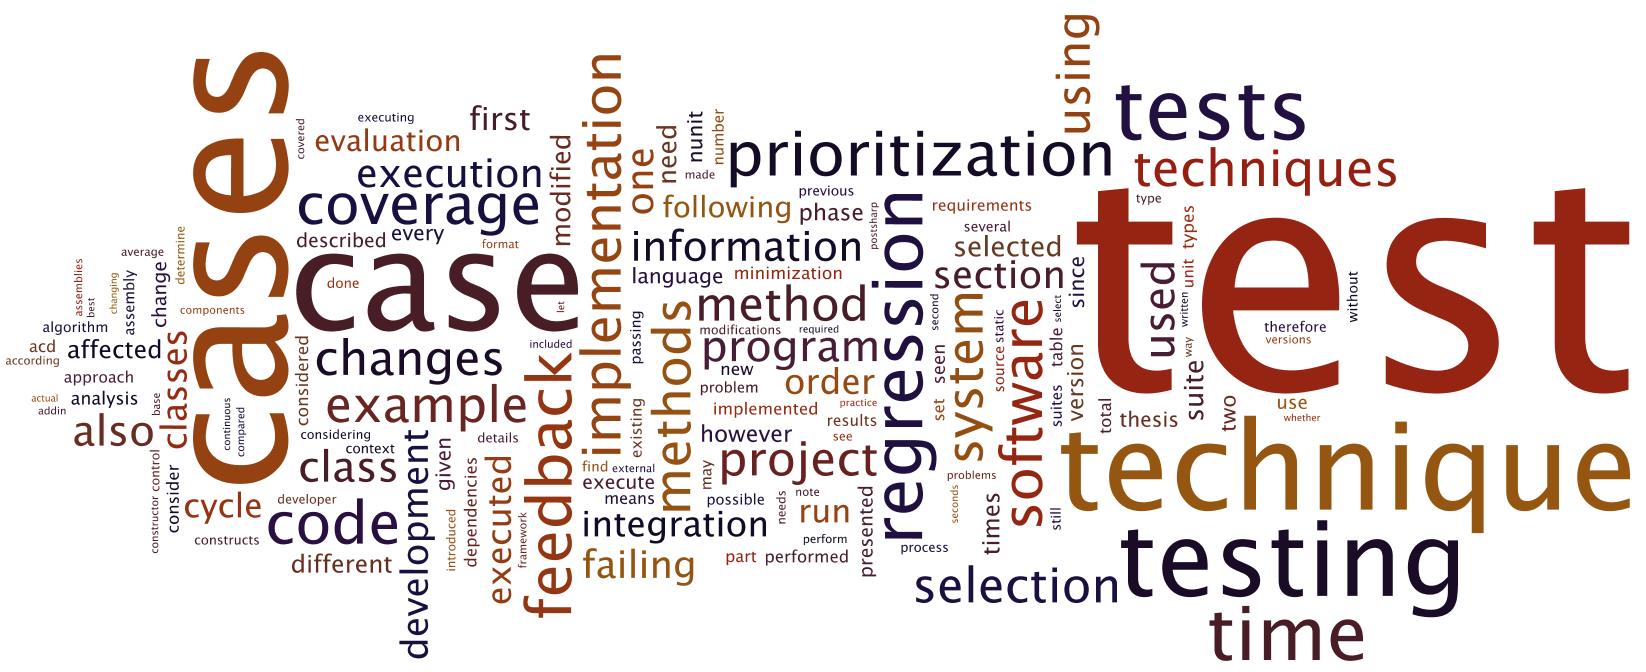 test
cases
case
technique
testing
regression
prioritization
implementation
feedback
software
coverage
tests
techniques
time
using
code
changes
example
methods
method
project
program
system
selection
information
integration
class
also
development
execution
executed
section
used
evaluation
first
modified
one
need
nunit
number
made
following
previous
phase
postsharp
requirements
several
selected
type
types
unit
written
way
suite
two
use
whether
therefore
versions
without
since
select
table
suites
static
source
second
seen
set
version
total
thesis
still
times
problems
seconds
process
presented
performed
perform
part
run
note
needs
possible
may
see
results
practice
order
required
modifications
new
problem
implemented
however
minimization
language
passing
existing
find
external
execute
means
failing
framework
introduced
dependencies
given
details
included
let
done
format
every
described
covered
executing
considered
considering
context
developer
different
constructs
cycle
consider
constructor
control
classes
base
continuous
compared
components
determine
average
change
changing
assembly
assemblies
best
algorithm
acd
according
affected
approach
analysis
actual
addin